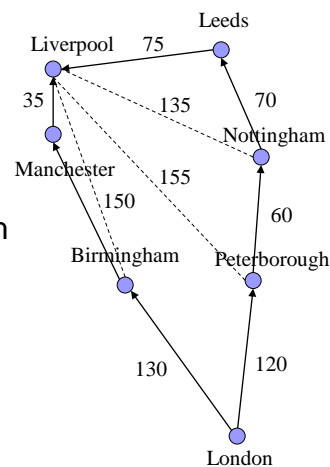 Leeds
Liverpool
75
35
135
70
Manchester
Nottingham
155
150
60
n
Birmingham
Peterborough
130
120
London